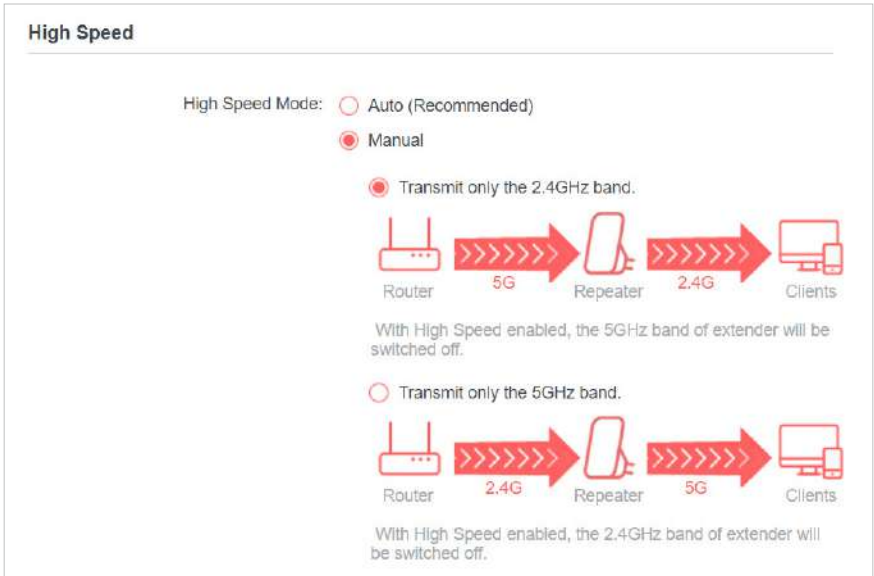 High Speed
High Speed Mode: Auto (Recommended)
Manual
Transmit only the 2.4GHz band.
5G 2.4G
Router Repeater Clients
With High Speed enabled, the 5GHz band of extender will be
switched off.
Transmit only the 5GHz band.
2.4G 5G
Router Repeater Clients
With High Speed enabled, the 2.4GHz band of extender will
be switched off.